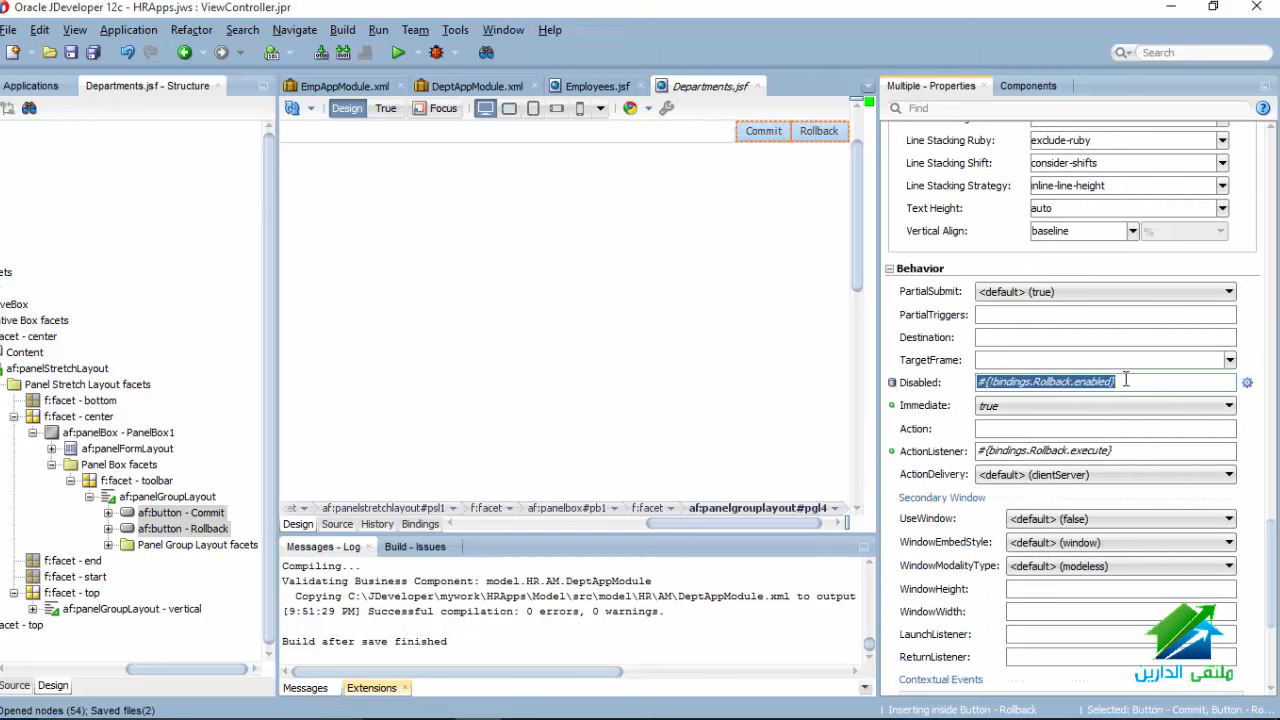 Oracle JDeveloper 12c - HRApps.jws : ViewController.jpr
File Edit View Application Refactor Search Navigate Build Run Team Tools Window Help
Search
Applications
Departments.jsf - Structure
EmpAppModule.xml
DeptAppModule.xml
Employees.jsf
Departments.jsf
Multiple - Properties
Components
Design
True
Focus
Find
Commit
Rollback
Line Stacking Ruby: exclude-ruby
Line Stacking Shift: consider-shifts
Line Stacking Strategy: inline-line-height
Text Height: auto
Vertical Align: baseline %
Behavior
PartialSubmit: <default> (true)
PartialTriggers:
Destination:
TargetFrame:
Disabled: #{!bindings.Rollback.enabled}
Immediate: true
Action:
ActionListener: #{bindings.Rollback.execute}
ActionDelivery: <default> (clientServer)
Secondary Window
UseWindow: <default> (false)
WindowEmbedStyle: <default> (window)
WindowModalityType: <default> (modeless)
WindowHeight:
WindowWidth:
LaunchListener:
ReturnListener:
Contextual Events
ets
iveBox
ative Box facets
facet - center
Content
af:panelStretchLayout
Panel Stretch Layout facets
f:facet - bottom
f:facet - center
af:panelBox - PanelBox1
af:panelFormLayout
Panel Box facets
f:facet - toolbar
af:panelGroupLayout
af:button - Commit
af:button - Rollback
Panel Group Layout facets
f:facet - end
f:facet - start
f:facet - top
af:panelGroupLayout - vertical
facet - top
Source Design
et af:panelstretchlayout#psl1 f:facet af:panelbox#pb1 f:facet af:panelgrouplayout#pgl4
Design Source History Bindings
Messages - Log
Build - Issues
Compiling...
Validating Business Component: model.HR.AM.DeptAppModule
Copying C:\JDeveloper\mywork\HRApps\Model\src\model\HR\AM\DeptAppModule.xml to output
[9:51:29 PM] Successful compilation: 0 errors, 0 warnings.
Build after save finished
Messages Extensions
ملتقى الدارين
Opened nodes (54); Saved files(2)
Inserting inside Button - Rollback
Selected: Button - Commit, Button - Ro...